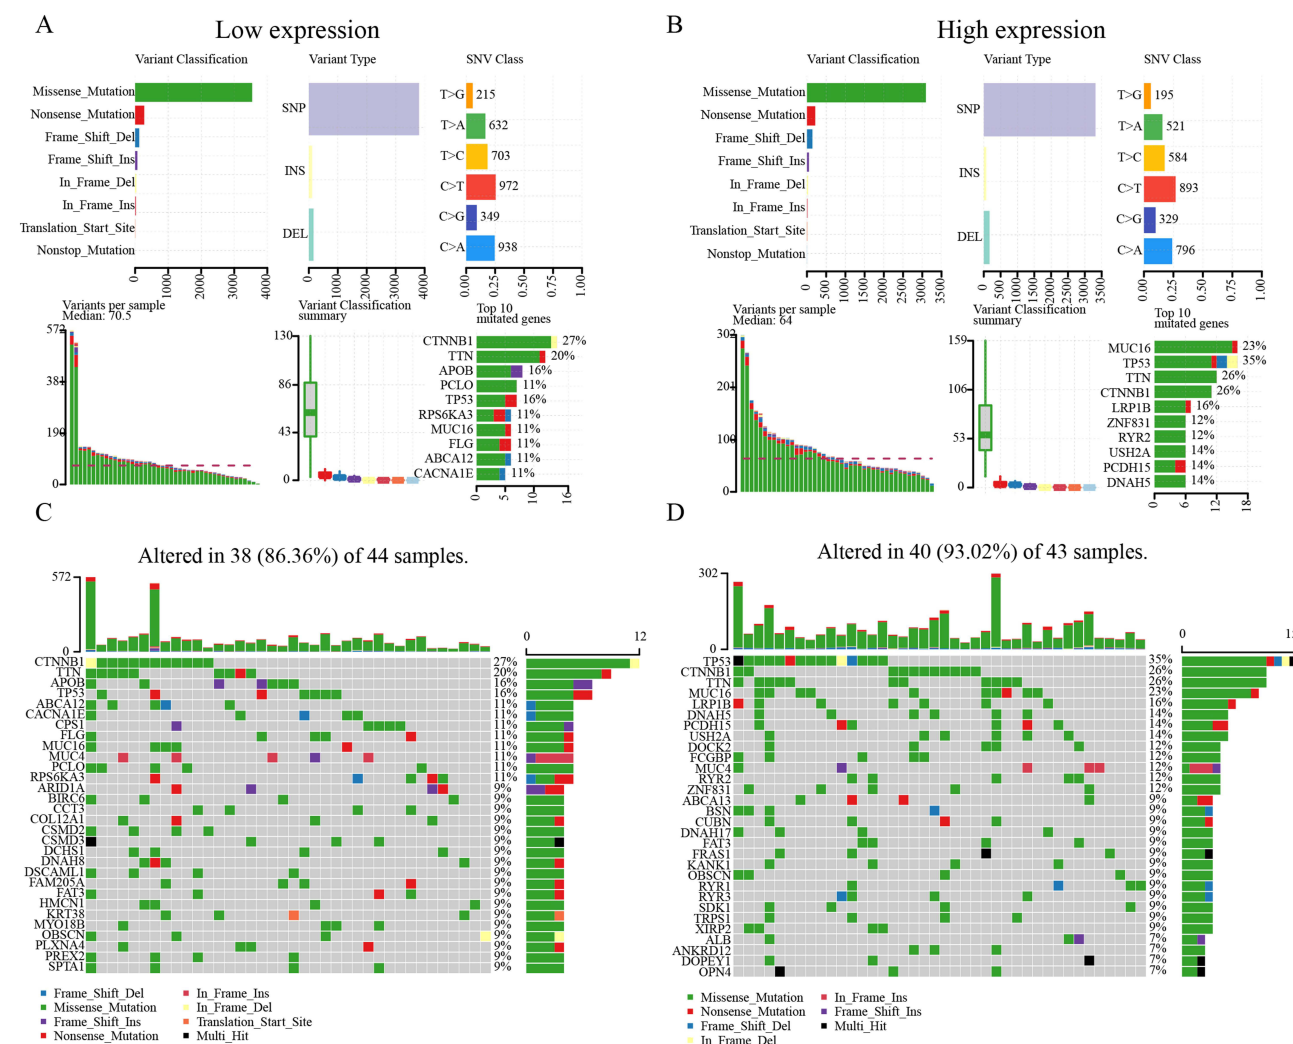 A
Low expression
Variant Classification
Missense_Mutation
Nonsense_Mutation
Frame_Shift_Del
Frame_Shift_Ins
In_Frame_Del
In_Frame_Ins
Translation_Start_Site
Nonstop_Mutation
0
1000
2000
3000
4000
Variant Type
SNP
INS
DEL
0
1000
2000
3000
4000
SNV Class
T>G 215
T>A 632
T>C 703
C>T 972
C>G 349
C>A 938
0.00
0.25
0.50
0.75
1.00
Variants per sample
Median: 70.5
572
381
190
0
Variant Classification
summary
130
86
43
0
Top 10
mutated genes
CTNNB1 27%
TTN 20%
APOB 16%
PCLO 11%
TP53 16%
RPS6KA3 11%
MUC16 11%
FLG 11%
ABCA12 11%
CACNA1E 11%
0
5
10
16
B
High expression
Variant Classification
Missense_Mutation
Nonsense_Mutation
Frame_Shift_Del
Frame_Shift_Ins
In_Frame_Del
In_Frame_Ins
Translation_Start_Site
Nonstop_Mutation
0
500
1000
1500
2000
2500
3000
3500
Variant Type
SNP
INS
DEL
0
500
1000
1500
2000
2500
3000
3500
SNV Class
T>G 195
T>A 521
T>C 584
C>T 893
C>G 329
C>A 796
0.00
0.25
0.50
0.75
1.00
Variants per sample
Median: 64
302
201
100
0
Variant Classification
summary
159
106
53
0
Top 10
mutated genes
MUC16 23%
TP53 35%
TTN 26%
CTNNB1 26%
LRP1B 16%
ZNF831 12%
RYR2 12%
USH2A 14%
PCDH15 14%
DNAH5 14%
0
6
12
18
C
Altered in 38 (86.36%) of 44 samples.
572
0
0 12
CTNNB1 27%
TTN 20%
APOB 16%
TP53 16%
ABCA12 11%
CACNA1E 11%
CPS1 11%
FLG 11%
MUC16 11%
MUC4 11%
PCLO 11%
RPS6KA3 11%
ARID1A 9%
BIRC6 9%
CCT3 9%
COL12A1 9%
CSMD2 9%
CSMD3 9%
DCHS1 9%
DNAH8 9%
DSCAML1 9%
FAM205A 9%
FAT3 9%
HMCN1 9%
KRT38 9%
MYO18B 9%
OBSCN 9%
PLXNA4 9%
PREX2 9%
SPTA1 9%
Frame_Shift_Del
Missense_Mutation
Frame_Shift_Ins
Nonsense_Mutation
In_Frame_Ins
In_Frame_Del
Translation_Start_Site
Multi_Hit
D
Altered in 40 (93.02%) of 43 samples.
302
0
0
TP53 35%
CTNNB1 26%
TTN 26%
MUC16 23%
LRP1B 16%
DNAH5 14%
PCDH15 14%
USH2A 14%
DOCK2 12%
FCGBP 12%
MUC4 12%
RYR2 12%
ZNF831 12%
ABCA13 9%
BSN 9%
CUBN 9%
DNAH17 9%
FAT3 9%
FRAS1 9%
KANK1 9%
OBSCN 9%
RYR1 9%
RYR3 9%
SDK1 9%
TRPS1 9%
XIRP2 9%
ALB 7%
ANKRD12 7%
DOPEY1 7%
OPN4 7%
Missense_Mutation
Nonsense_Mutation
Frame_Shift_Del
In_Frame_Del
In_Frame_Ins
Frame_Shift_Ins
Multi_Hit